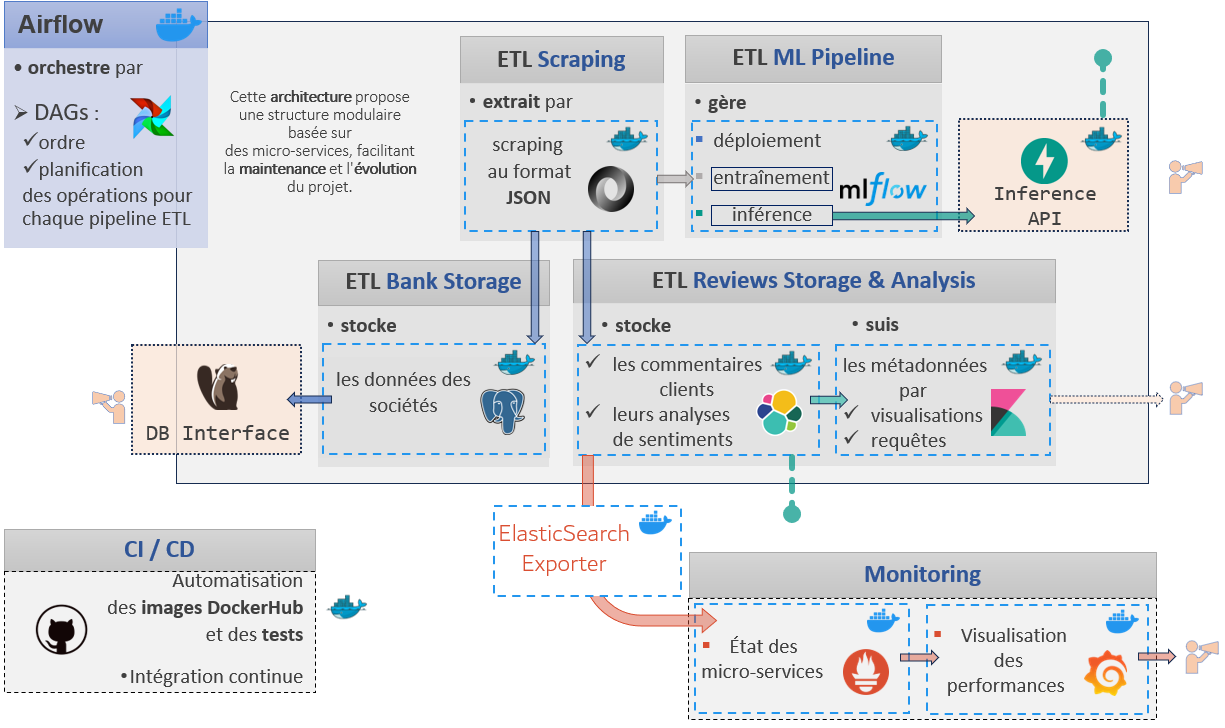 Airflow
• orchestre par
➢ DAGs :
✓ordre
✓planification
des opérations pour
chaque pipeline ETL
Cette architecture propose
une structure modulaire
basée sur
des micro-services, facilitant
la maintenance et l'évolution
du projet.
ETL Scraping
• extrait par
scraping
au format
JSON
ETL ML Pipeline
• gère
▪ déploiement
▪ entraînement
▪ inférence
mlflow
Inference
API
ETL Bank Storage
• stocke
les données des
sociétés
DB Interface
ETL Reviews Storage & Analysis
• stocke
✓ les commentaires
clients
✓ leurs analyses
de sentiments
• suis
les métadonnées
par
✓ visualisations
✓ requêtes
ElasticSearch
Exporter
CI / CD
Automatisation
des images DockerHub
et des tests
•Intégration continue
Monitoring
▪ État des
micro-services
▪ Visualisation
des
performances